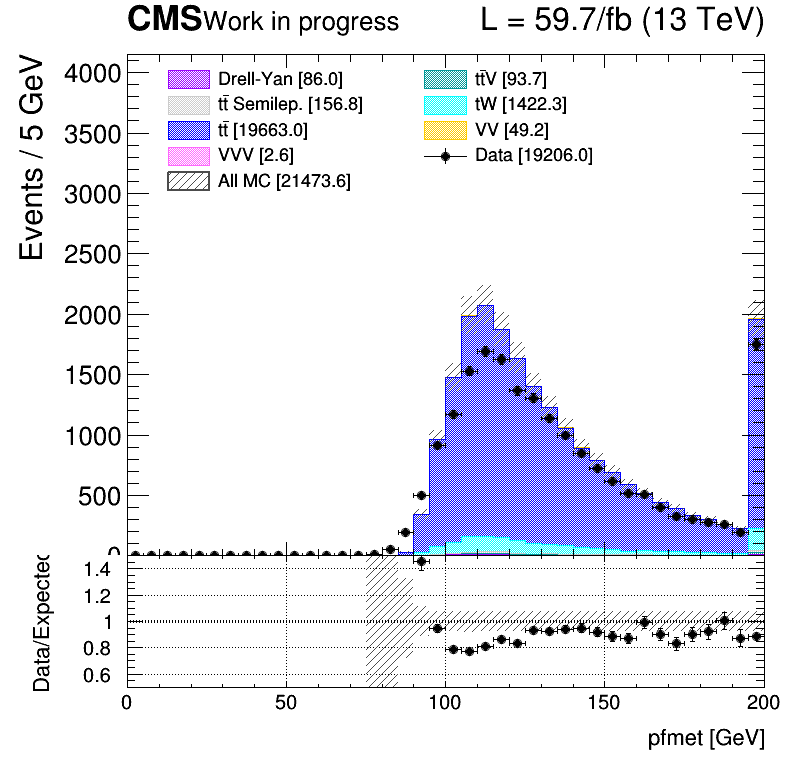 CMS Work in progress L = 59.7/fb (13 TeV)
Events / 5 GeV
4000
3500
3000
2500
2000
1500
1000
500
0
Drell-Yan [86.0]
tt̄ Semilep. [156.8]
tt̄ [19663.0]
VVV [2.6]
All MC [21473.6]
tt̄V [93.7]
tW [1422.3]
VV [49.2]
Data [19206.0]
Data/Expected
1.4
1.2
1
0.8
0.6
0 50 100 150 200
pfmet [GeV]